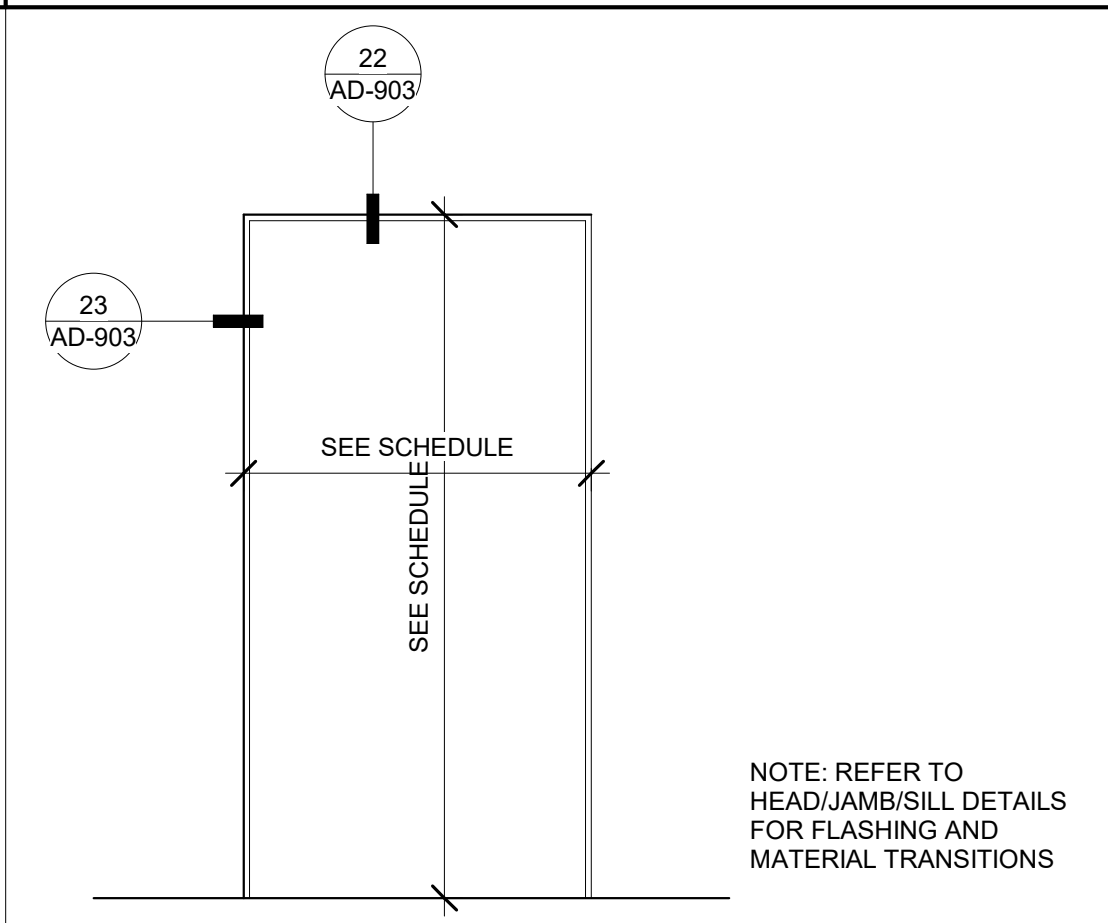 22
AD-903
23
AD-903
SEE SCHEDULE
SEE SCHEDULE
NOTE: REFER TO
HEAD/JAMB/SILL DETAILS
FOR FLASHING AND
MATERIAL TRANSITIONS